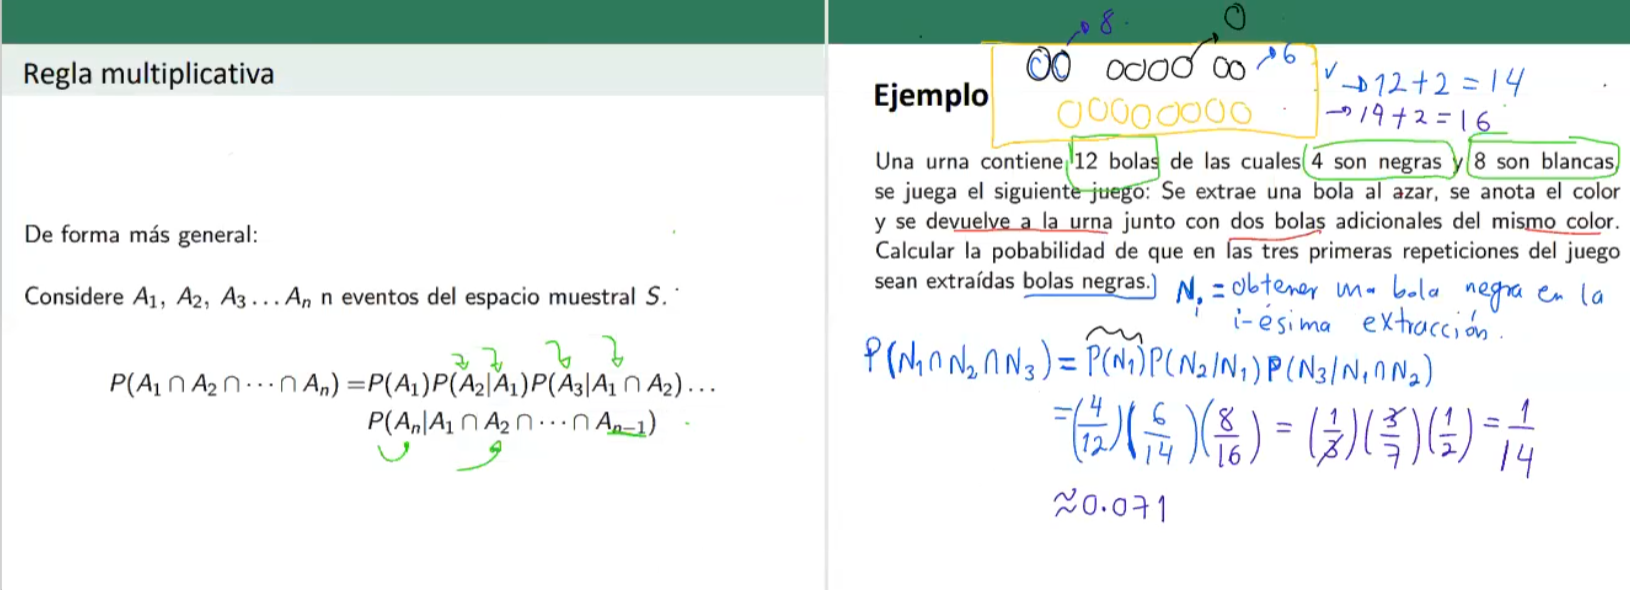 Regla multiplicativa
De forma más general:
Considere A₁, A₂, A₃ … Aₙ n eventos del espacio muestral S.
P(A₁ ∩ A₂ ∩ ⋯ ∩ Aₙ) =P(A₁)P(A₂|A₁)P(A₃|A₁ ∩ A₂) …
P(Aₙ|A₁ ∩ A₂ ∩ ⋯ ∩ Aₙ₋₁)
8
6
→12+2=14
→14+2=16
Ejemplo
Una urna contiene 12 bolas de las cuales 4 son negras y 8 son blancas,
se juega el siguiente juego: Se extrae una bola al azar, se anota el color
y se devuelve a la urna junto con dos bolas adicionales del mismo color.
Calcular la pobabilidad de que en las tres primeras repeticiones del juego
sean extraídas bolas negras.
Nᵢ = obtener una bola negra en la
i-ésima extracción.
P(N₁∩N₂∩N₃) = P(N₁)P(N₂/N₁)P(N₃/N₁∩N₂)
=(4/12)(6/14)(8/16) = (1/3)(3/7)(1/2) = 1/14
≈0.071